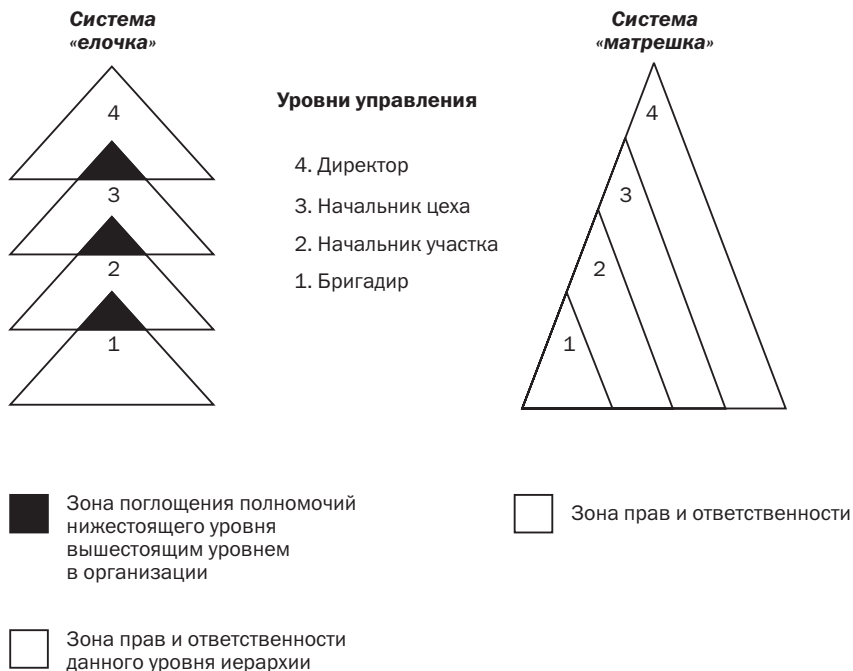 Система
«елочка»
4
3
2
1
Уровни управления
4. Директор
3. Начальник цеха
2. Начальник участка
1. Бригадир
Система
«матрешка»
4
3
2
1
Зона поглощения полномочий
нижестоящего уровня
вышестоящим уровнем
в организации
Зона прав и ответственности
данного уровня иерархии
Зона прав и ответственности